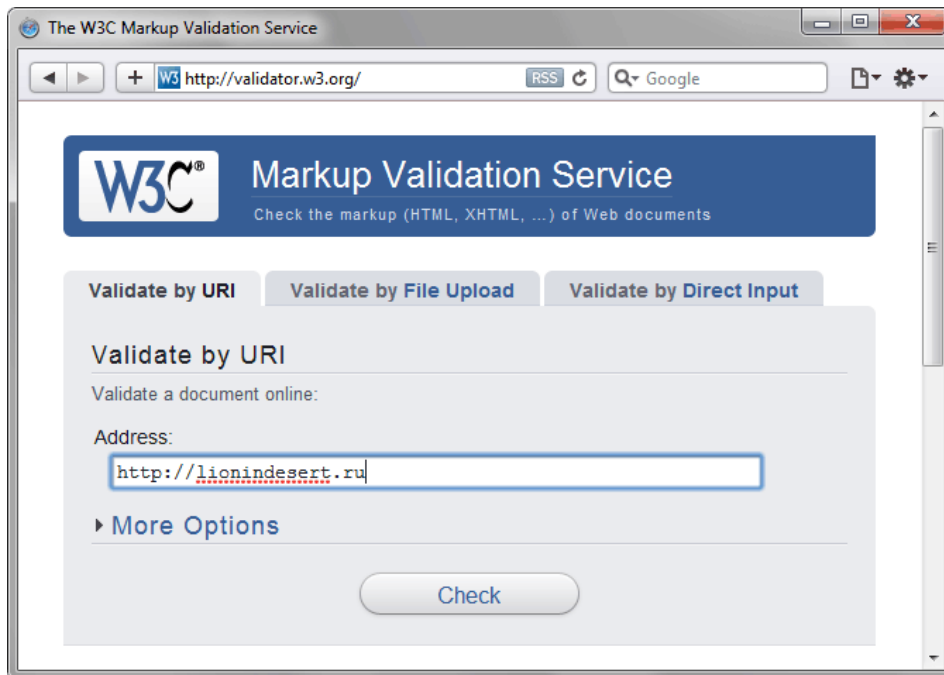 The W3C Markup Validation Service
W3 http://validator.w3.org/ RSS Google
W3C® Markup Validation Service
Check the markup (HTML, XHTML, ...) of Web documents
Validate by URI Validate by File Upload Validate by Direct Input
Validate by URI
Validate a document online:
Address:
http://lionindesert.ru
More Options
Check